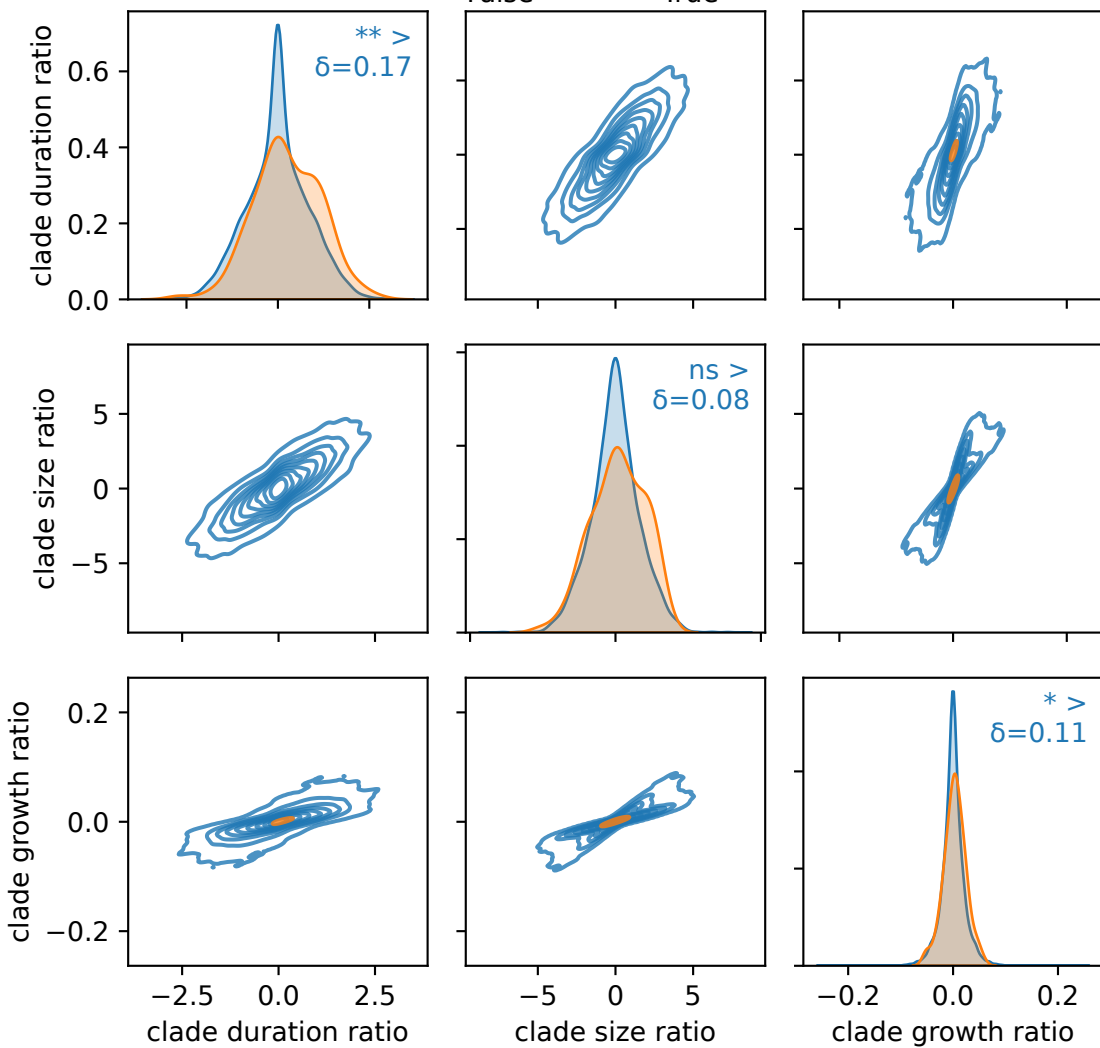 clade duration ratio
0.6
0.4
0.2
0.0
** >
δ=0.17
clade size ratio
5
0
−5
ns >
δ=0.08
clade growth ratio
0.2
0.0
−0.2
* >
δ=0.11
−2.5 0.0 2.5
−5 0 5
−0.2 0.0 0.2
clade duration ratio
clade size ratio
clade growth ratio